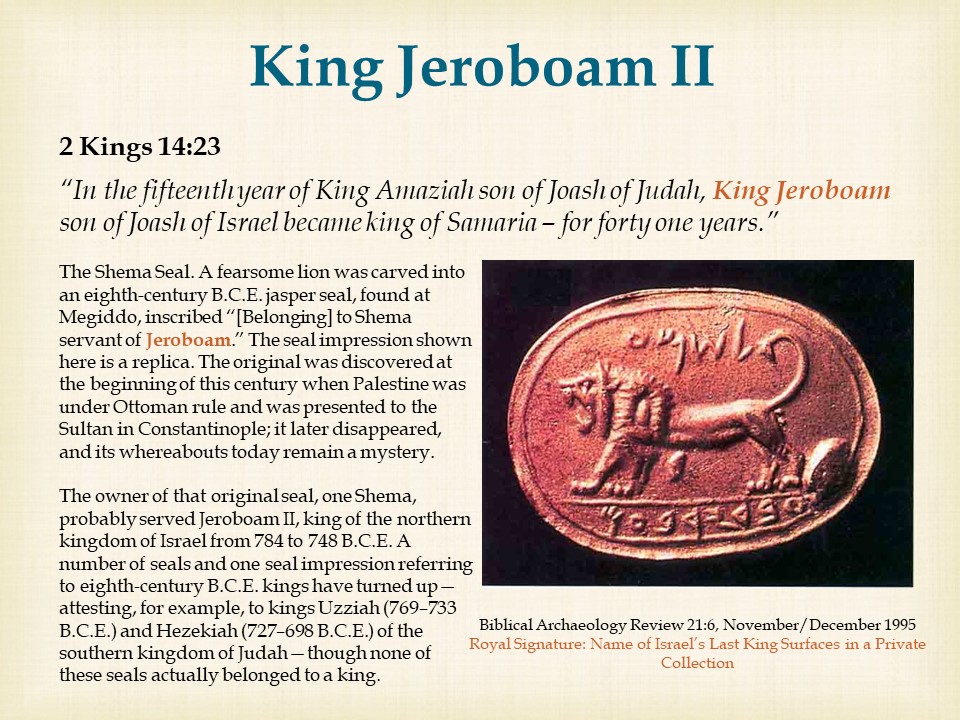 King Jeroboam II
2 Kings 14:23
“In the fifteenth year of King Amaziah son of Joash of Judah, King Jeroboam
son of Joash of Israel became king of Samaria – for forty one years.”
The Shema Seal. A fearsome lion was carved into
an eighth-century B.C.E. jasper seal, found at
Megiddo, inscribed “[Belonging] to Shema
servant of Jeroboam.” The seal impression shown
here is a replica. The original was discovered at
the beginning of this century when Palestine was
under Ottoman rule and was presented to the
Sultan in Constantinople; it later disappeared,
and its whereabouts today remain a mystery.
The owner of that original seal, one Shema,
probably served Jeroboam II, king of the northern
kingdom of Israel from 784 to 748 B.C.E. A
number of seals and one seal impression referring
to eighth-century B.C.E. kings have turned up—
attesting, for example, to kings Uzziah (769–733
B.C.E.) and Hezekiah (727–698 B.C.E.) of the
southern kingdom of Judah—though none of
these seals actually belonged to a king.
𐤋𐤔𐤌𐤏
𐤏𐤁𐤃𐤉𐤓𐤁𐤏𐤌
Biblical Archaeology Review 21:6, November/December 1995
Royal Signature: Name of Israel’s Last King Surfaces in a Private
Collection